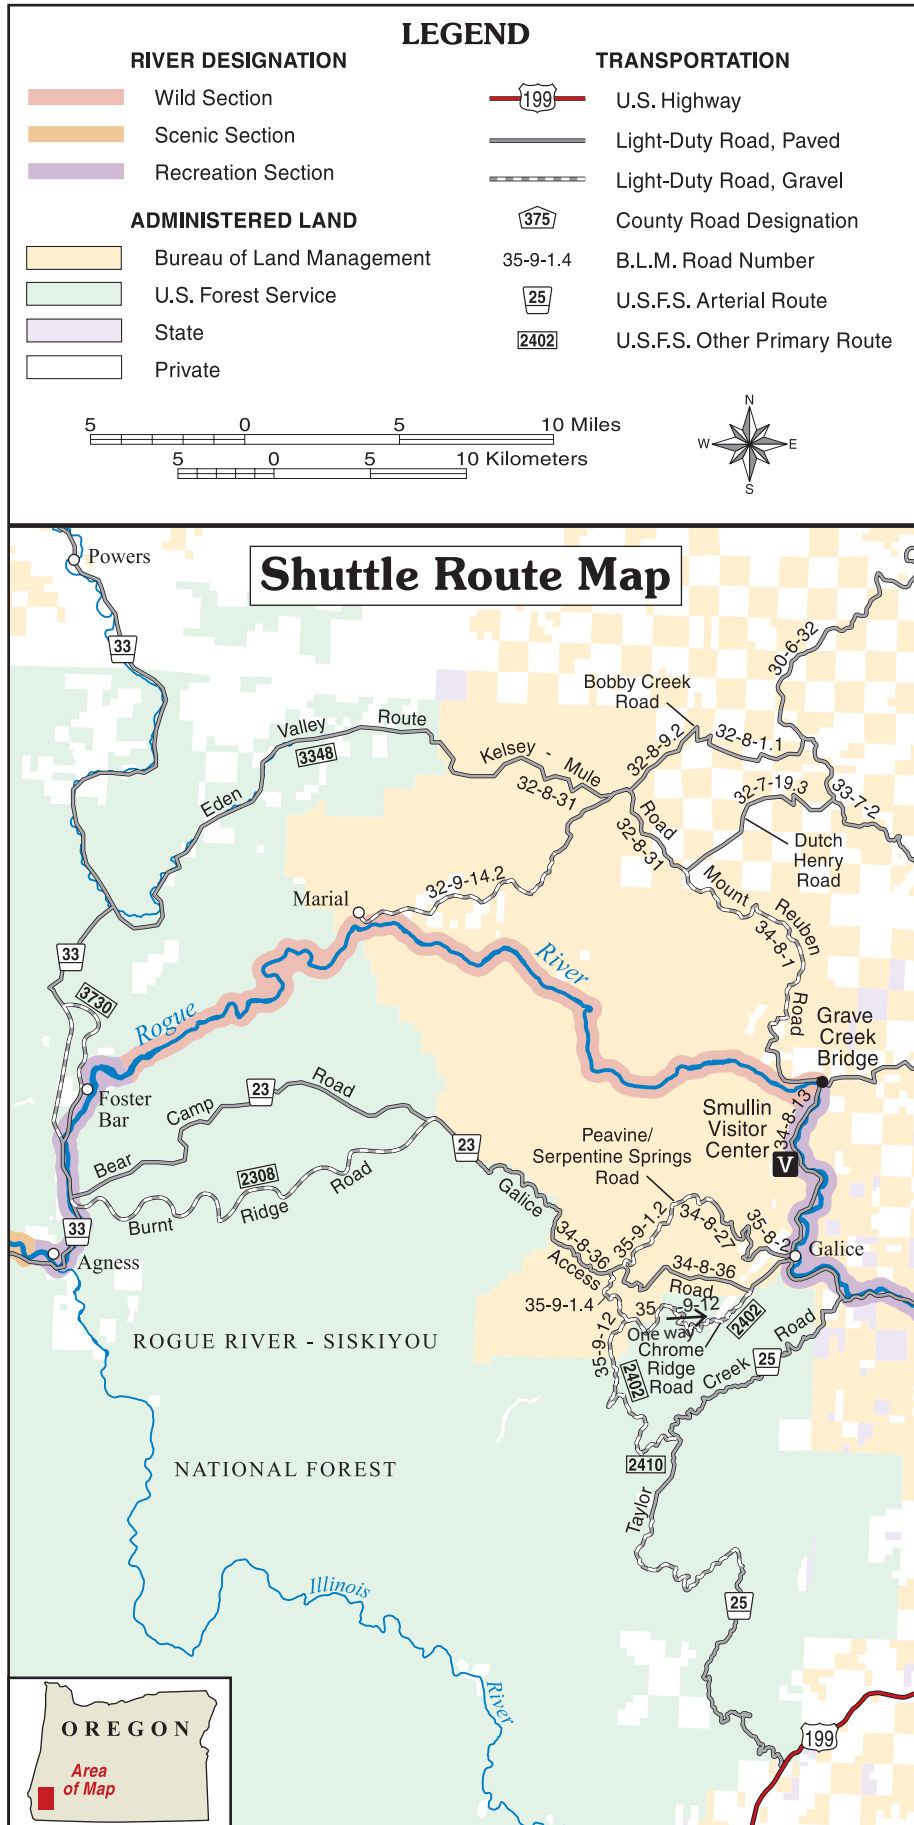 LEGEND
RIVER DESIGNATION
Wild Section
Scenic Section
Recreation Section
ADMINISTERED LAND
Bureau of Land Management
U.S. Forest Service
State
Private
TRANSPORTATION
199 U.S. Highway
Light-Duty Road, Paved
Light-Duty Road, Gravel
375 County Road Designation
35-9-1.4 B.L.M. Road Number
25 U.S.F.S. Arterial Route
2402 U.S.F.S. Other Primary Route
5 0 5 10 Miles
5 0 5 10 Kilometers
N
W E
S
Shuttle Route Map
Powers
33
30-6-32
Bobby Creek
Road
Eden Valley Route
3348
Kelsey - Mule Road
32-8-31
32-8-9.2
32-8-1.1
32-7-19.3
33-7-2
32-8-31
Dutch
Henry
Road
Marial
32-9-14.2
Mount Reuben Road
34-8-1
33
3730
Rogue River
Grave
Creek
Bridge
Foster
Bar
23
Bear Camp Road
34-8-13
Smullin
Visitor
Center
V
Peavine/
Serpentine Springs
Road
23
2308
Burnt Ridge Road
Galice Access Road
34-8-36
35-9-1.2
34-8-27
35-8-2
33
Agness
Galice
34-8-36
35-9-1.4
35-9-12
35-9-12
One way
2402
Chrome
Ridge
Road
2402
25
Taylor Creek Road
ROGUE RIVER - SISKIYOU
NATIONAL FOREST
2410
25
Illinois River
199
OREGON
Area
of Map